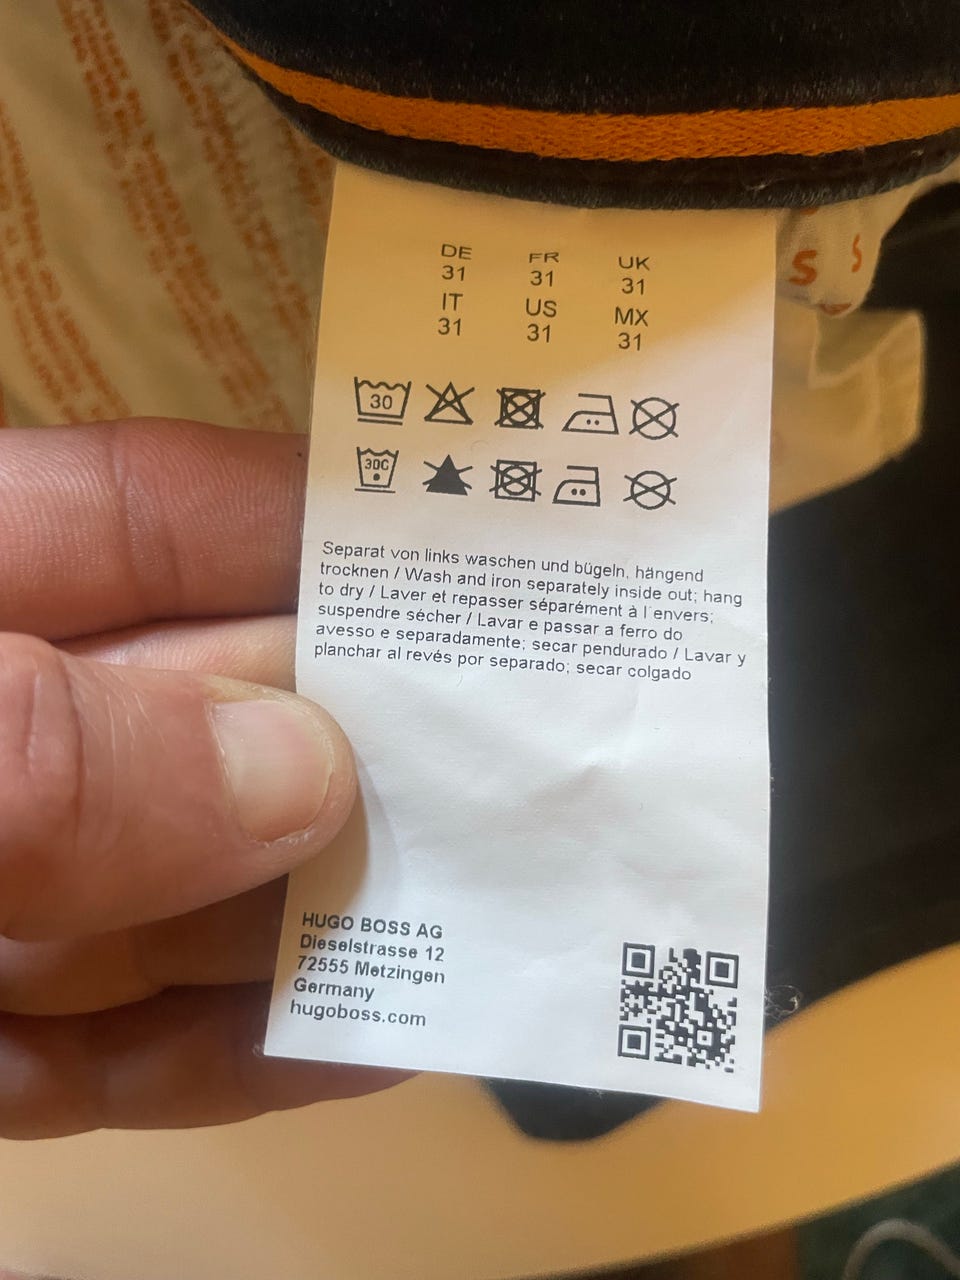 DE FR UK
31 31 31
IT US MX
31 31 31
30
30C
Separat von links waschen und bügeln, hängend
trocknen / Wash and iron separately inside out; hang
to dry / Laver et repasser séparément à l'envers;
suspendre sécher / Lavar e passar a ferro do
avesso e separadamente; secar pendurado / Lavar y
planchar al revés por separado; secar colgado
HUGO BOSS AG
Dieselstrasse 12
72555 Metzingen
Germany
hugoboss.com